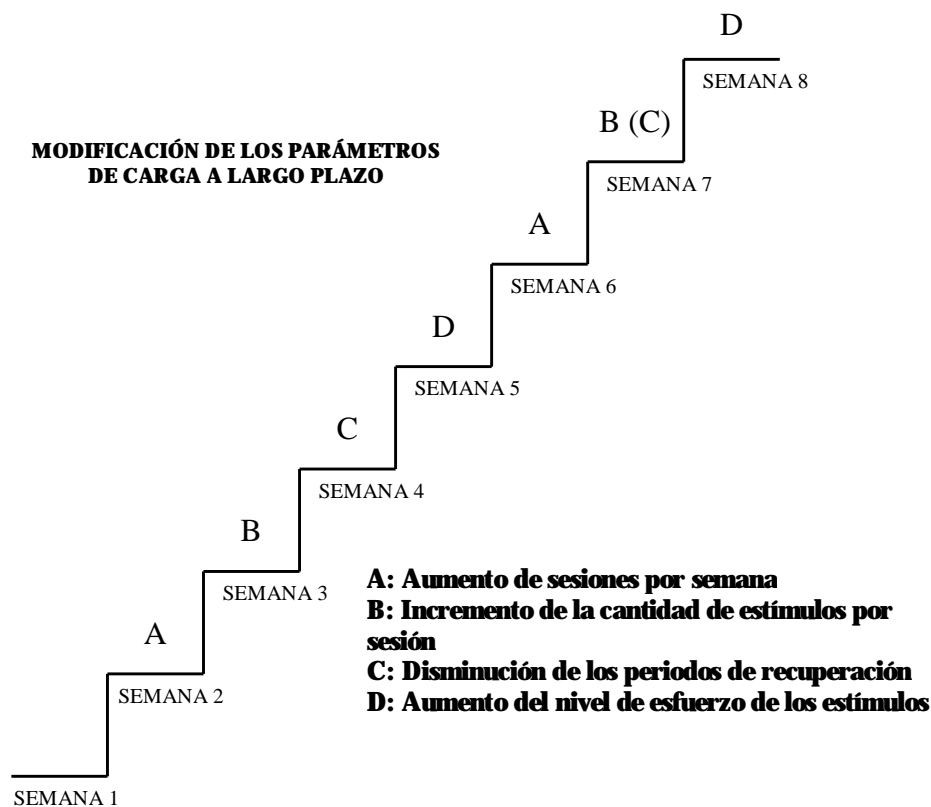 D
SEMANA 8
B (C)
MODIFICACIÓN DE LOS PARÁMETROS
DE CARGA A LARGO PLAZO
SEMANA 7
A
SEMANA 6
D
SEMANA 5
C
SEMANA 4
B
SEMANA 3
A
SEMANA 2
SEMANA 1
A: Aumento de sesiones por semana
B: Incremento de la cantidad de estímulos por
sesión
C: Disminución de los periodos de recuperación
D: Aumento del nivel de esfuerzo de los estímulos